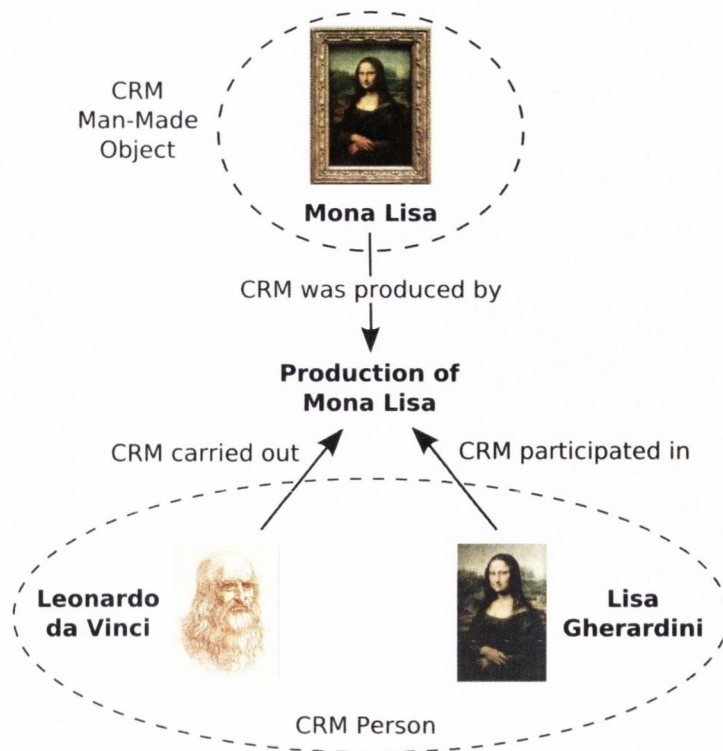 CRM
Man-Made
Object
Mona Lisa
CRM was produced by
Production of
Mona Lisa
CRM carried out
CRM participated in
Leonardo
da Vinci
Lisa
Gherardini
CRM Person